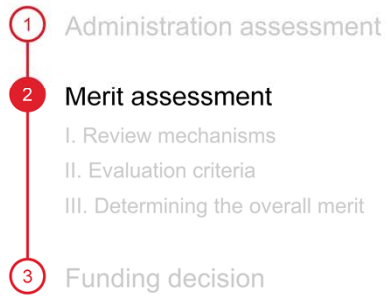 1 Administration assessment
2 Merit assessment
I. Review mechanisms
II. Evaluation criteria
III. Determining the overall merit
3 Funding decision